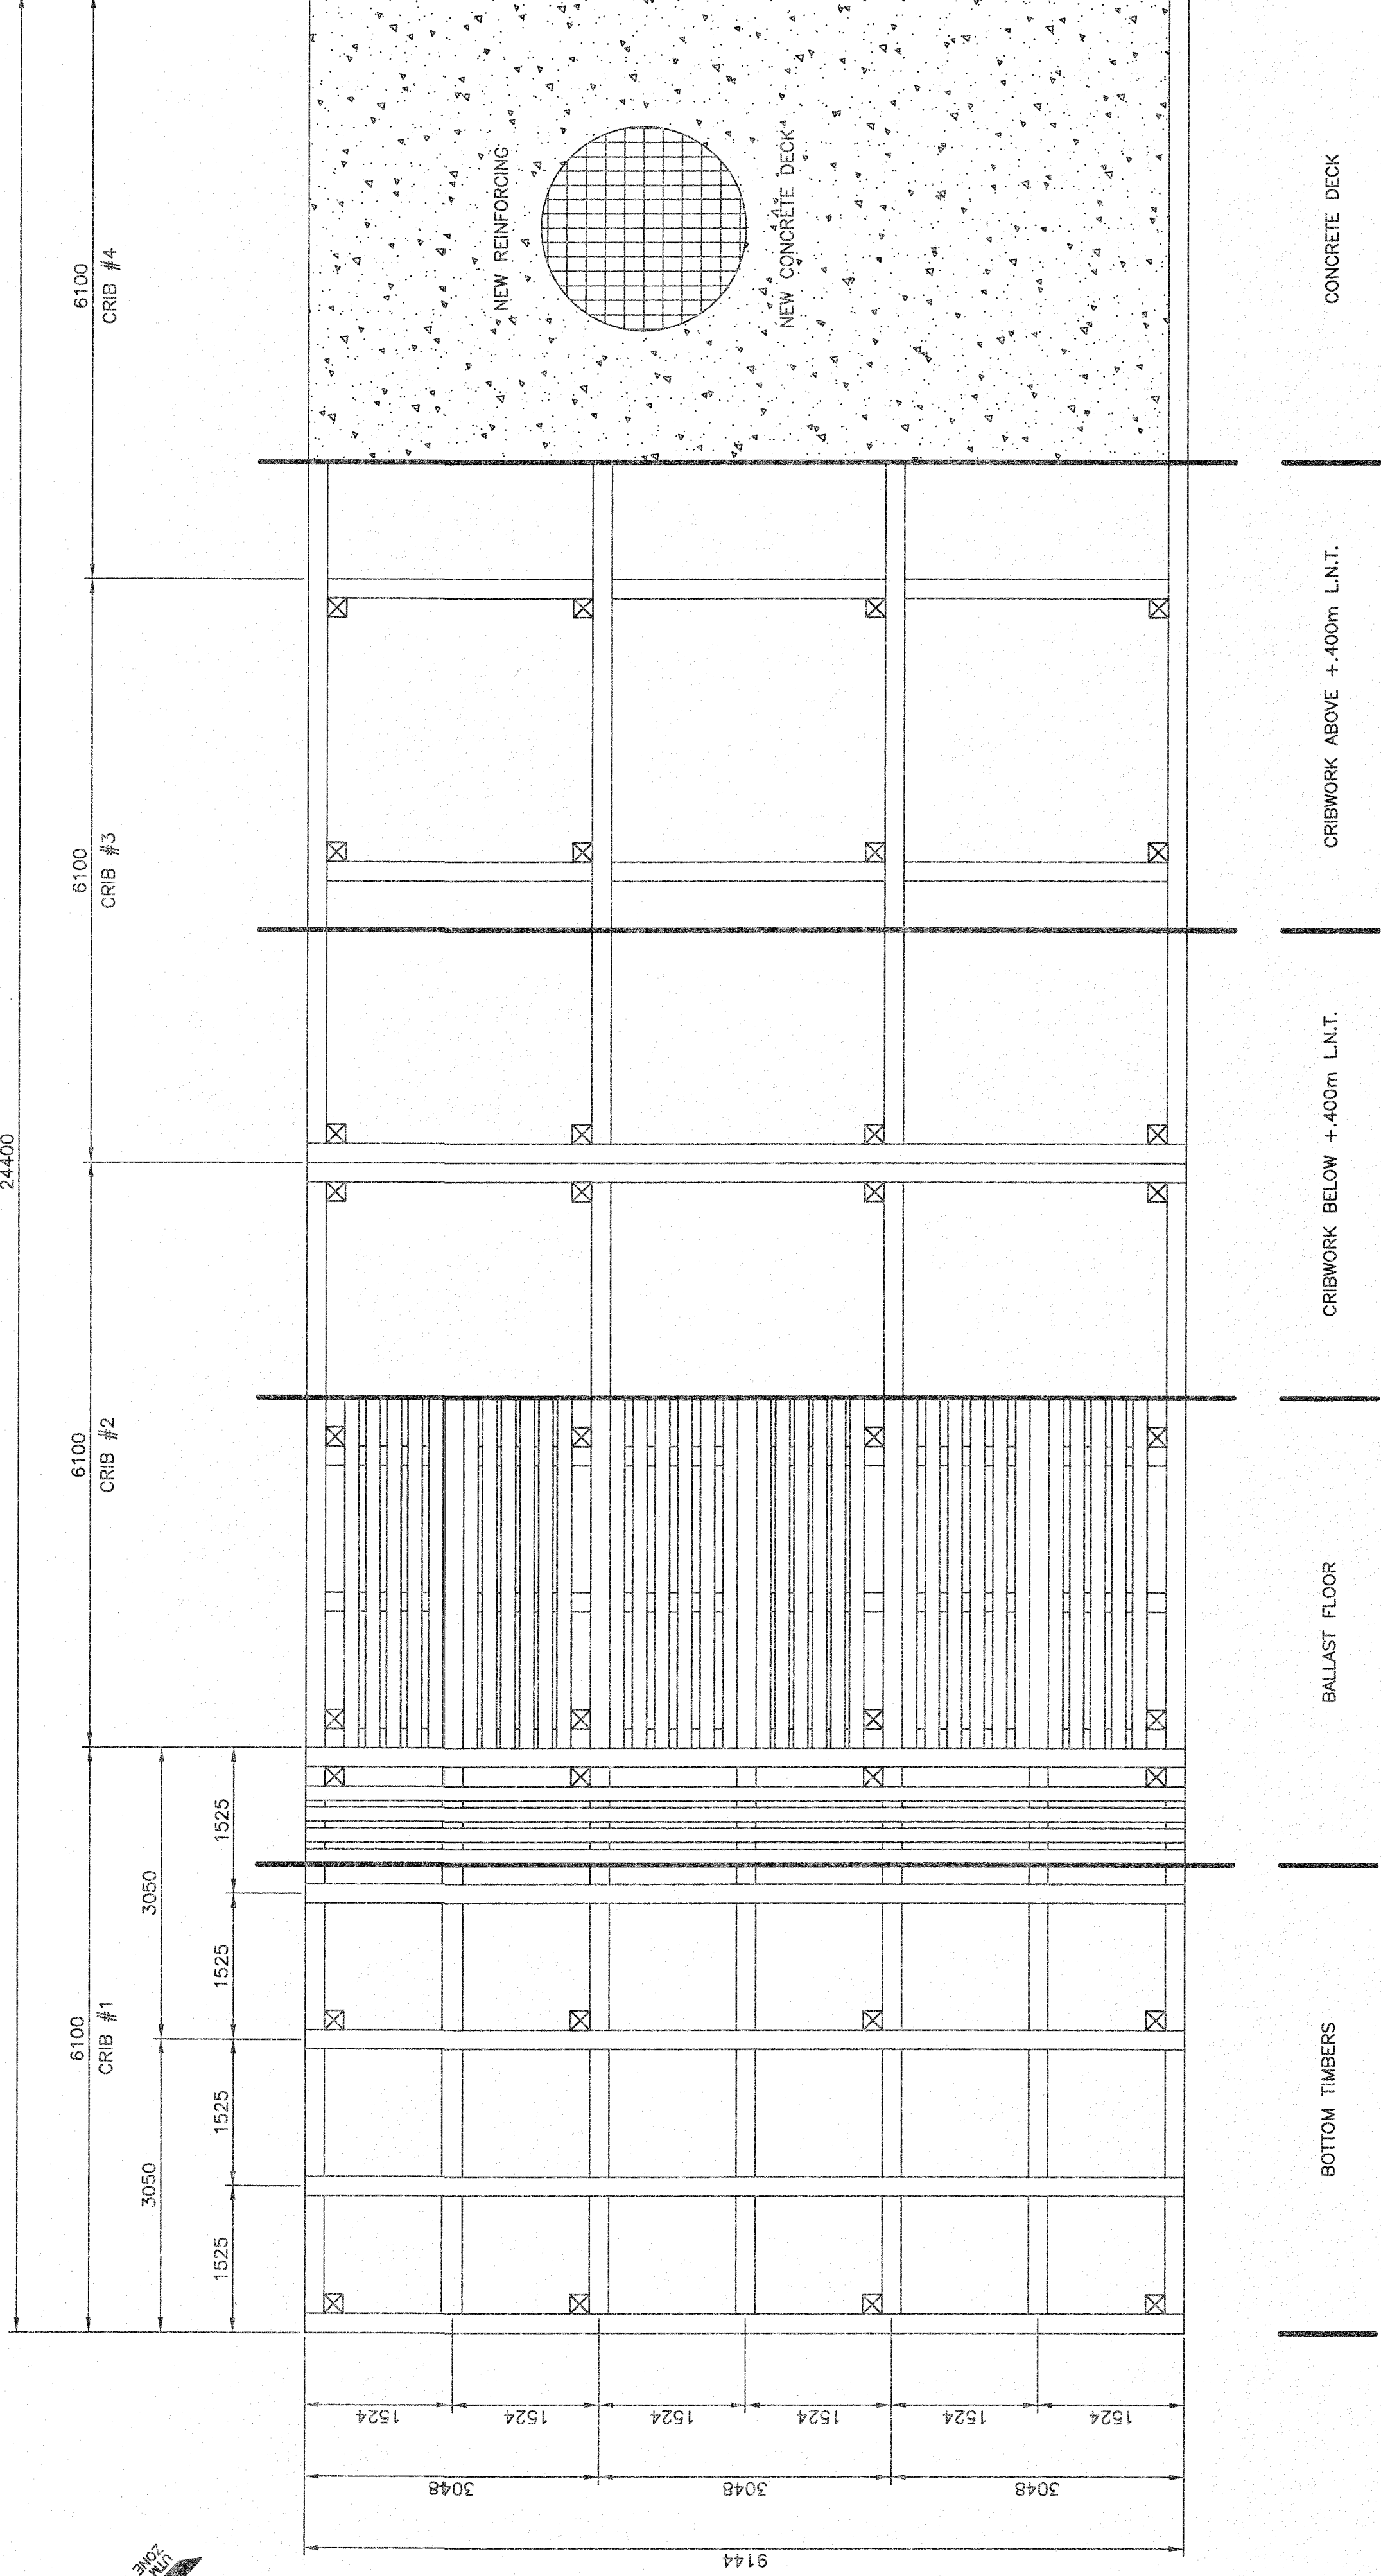 24400
6100
CRIB #1
6100
CRIB #2
6100
CRIB #3
6100
CRIB #4
3050
3050
1525
1525
1525
1525
1524
1524
1524
1524
1524
1524
3048
3048
3048
9144
NEW REINFORCING
NEW CONCRETE DECK
BOTTOM TIMBERS
BALLAST FLOOR
CRIBWORK BELOW +.400m L.N.T.
CRIBWORK ABOVE +.400m L.N.T.
CONCRETE DECK
UTM
ZONE